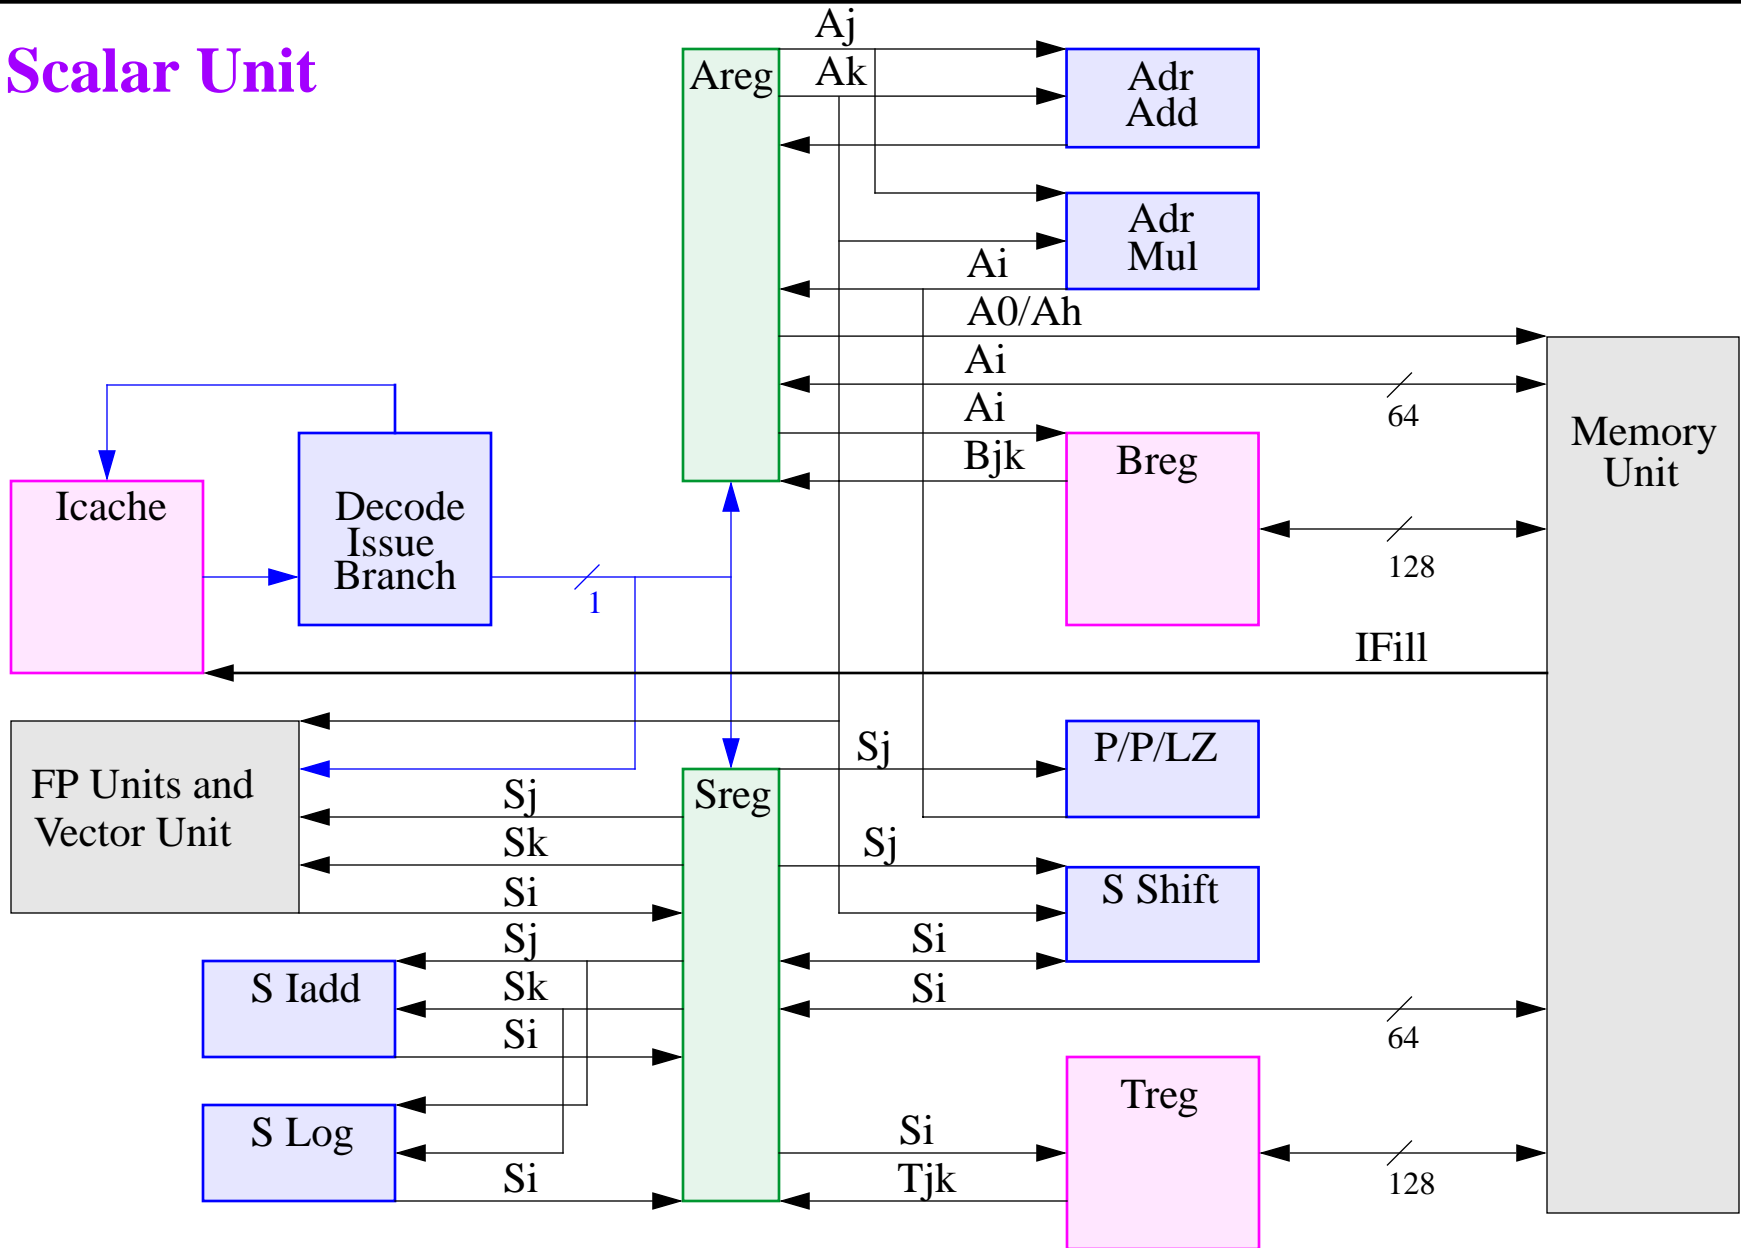 Scalar Unit
Aj
Areg
Ak
Adr
Add
Adr
Mul
Ai
A0/Ah
Ai
64
Ai
Memory
Unit
Bjk
Breg
Icache
Decode
Issue
Branch
1
128
IFill
Sj
P/P/LZ
FP Units and
Vector Unit
Sj
Sreg
Sk
Sj
Si
S Shift
Sj
Si
S Iadd
Sk
Si
Si
64
S Log
Treg
Si
Si
Tjk
128